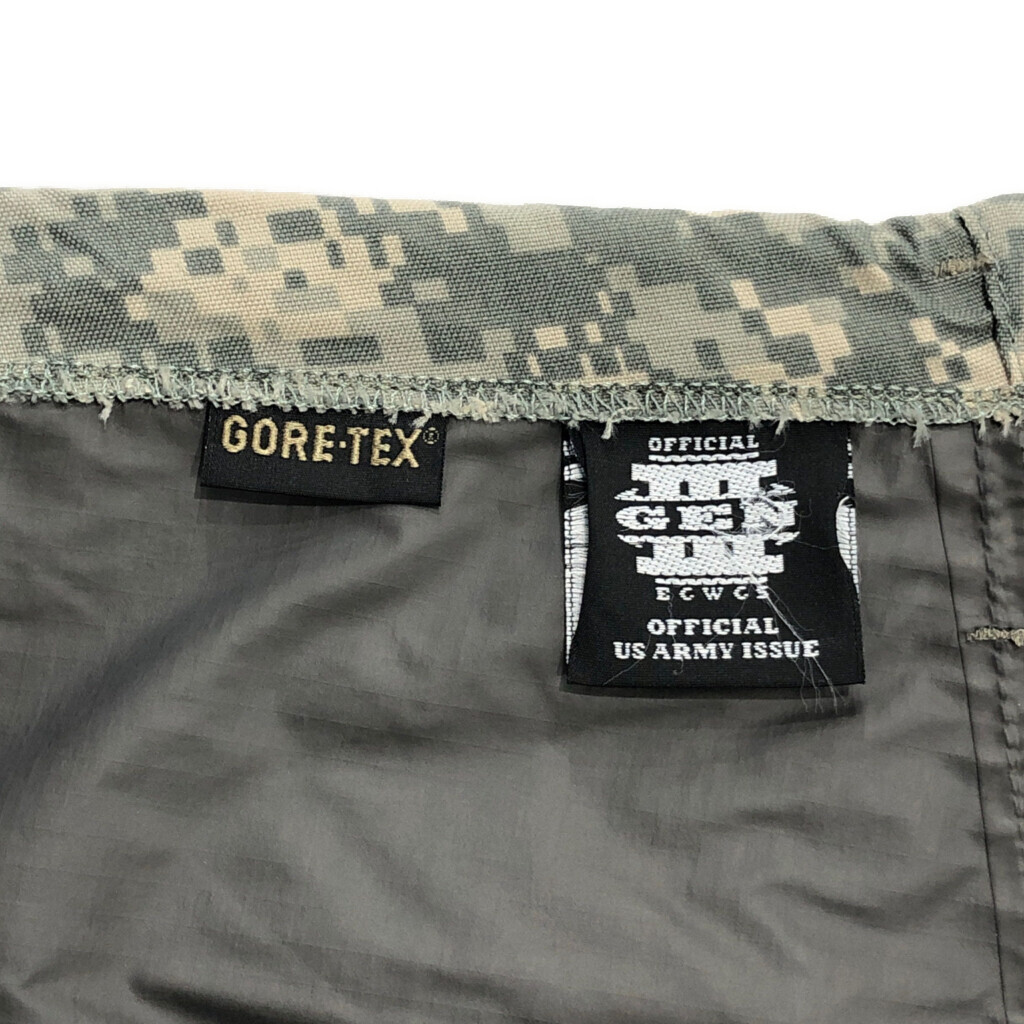 GORE-TEX®
OFFICIAL
III
GEN
III
ECWCS
OFFICIAL
US ARMY ISSUE